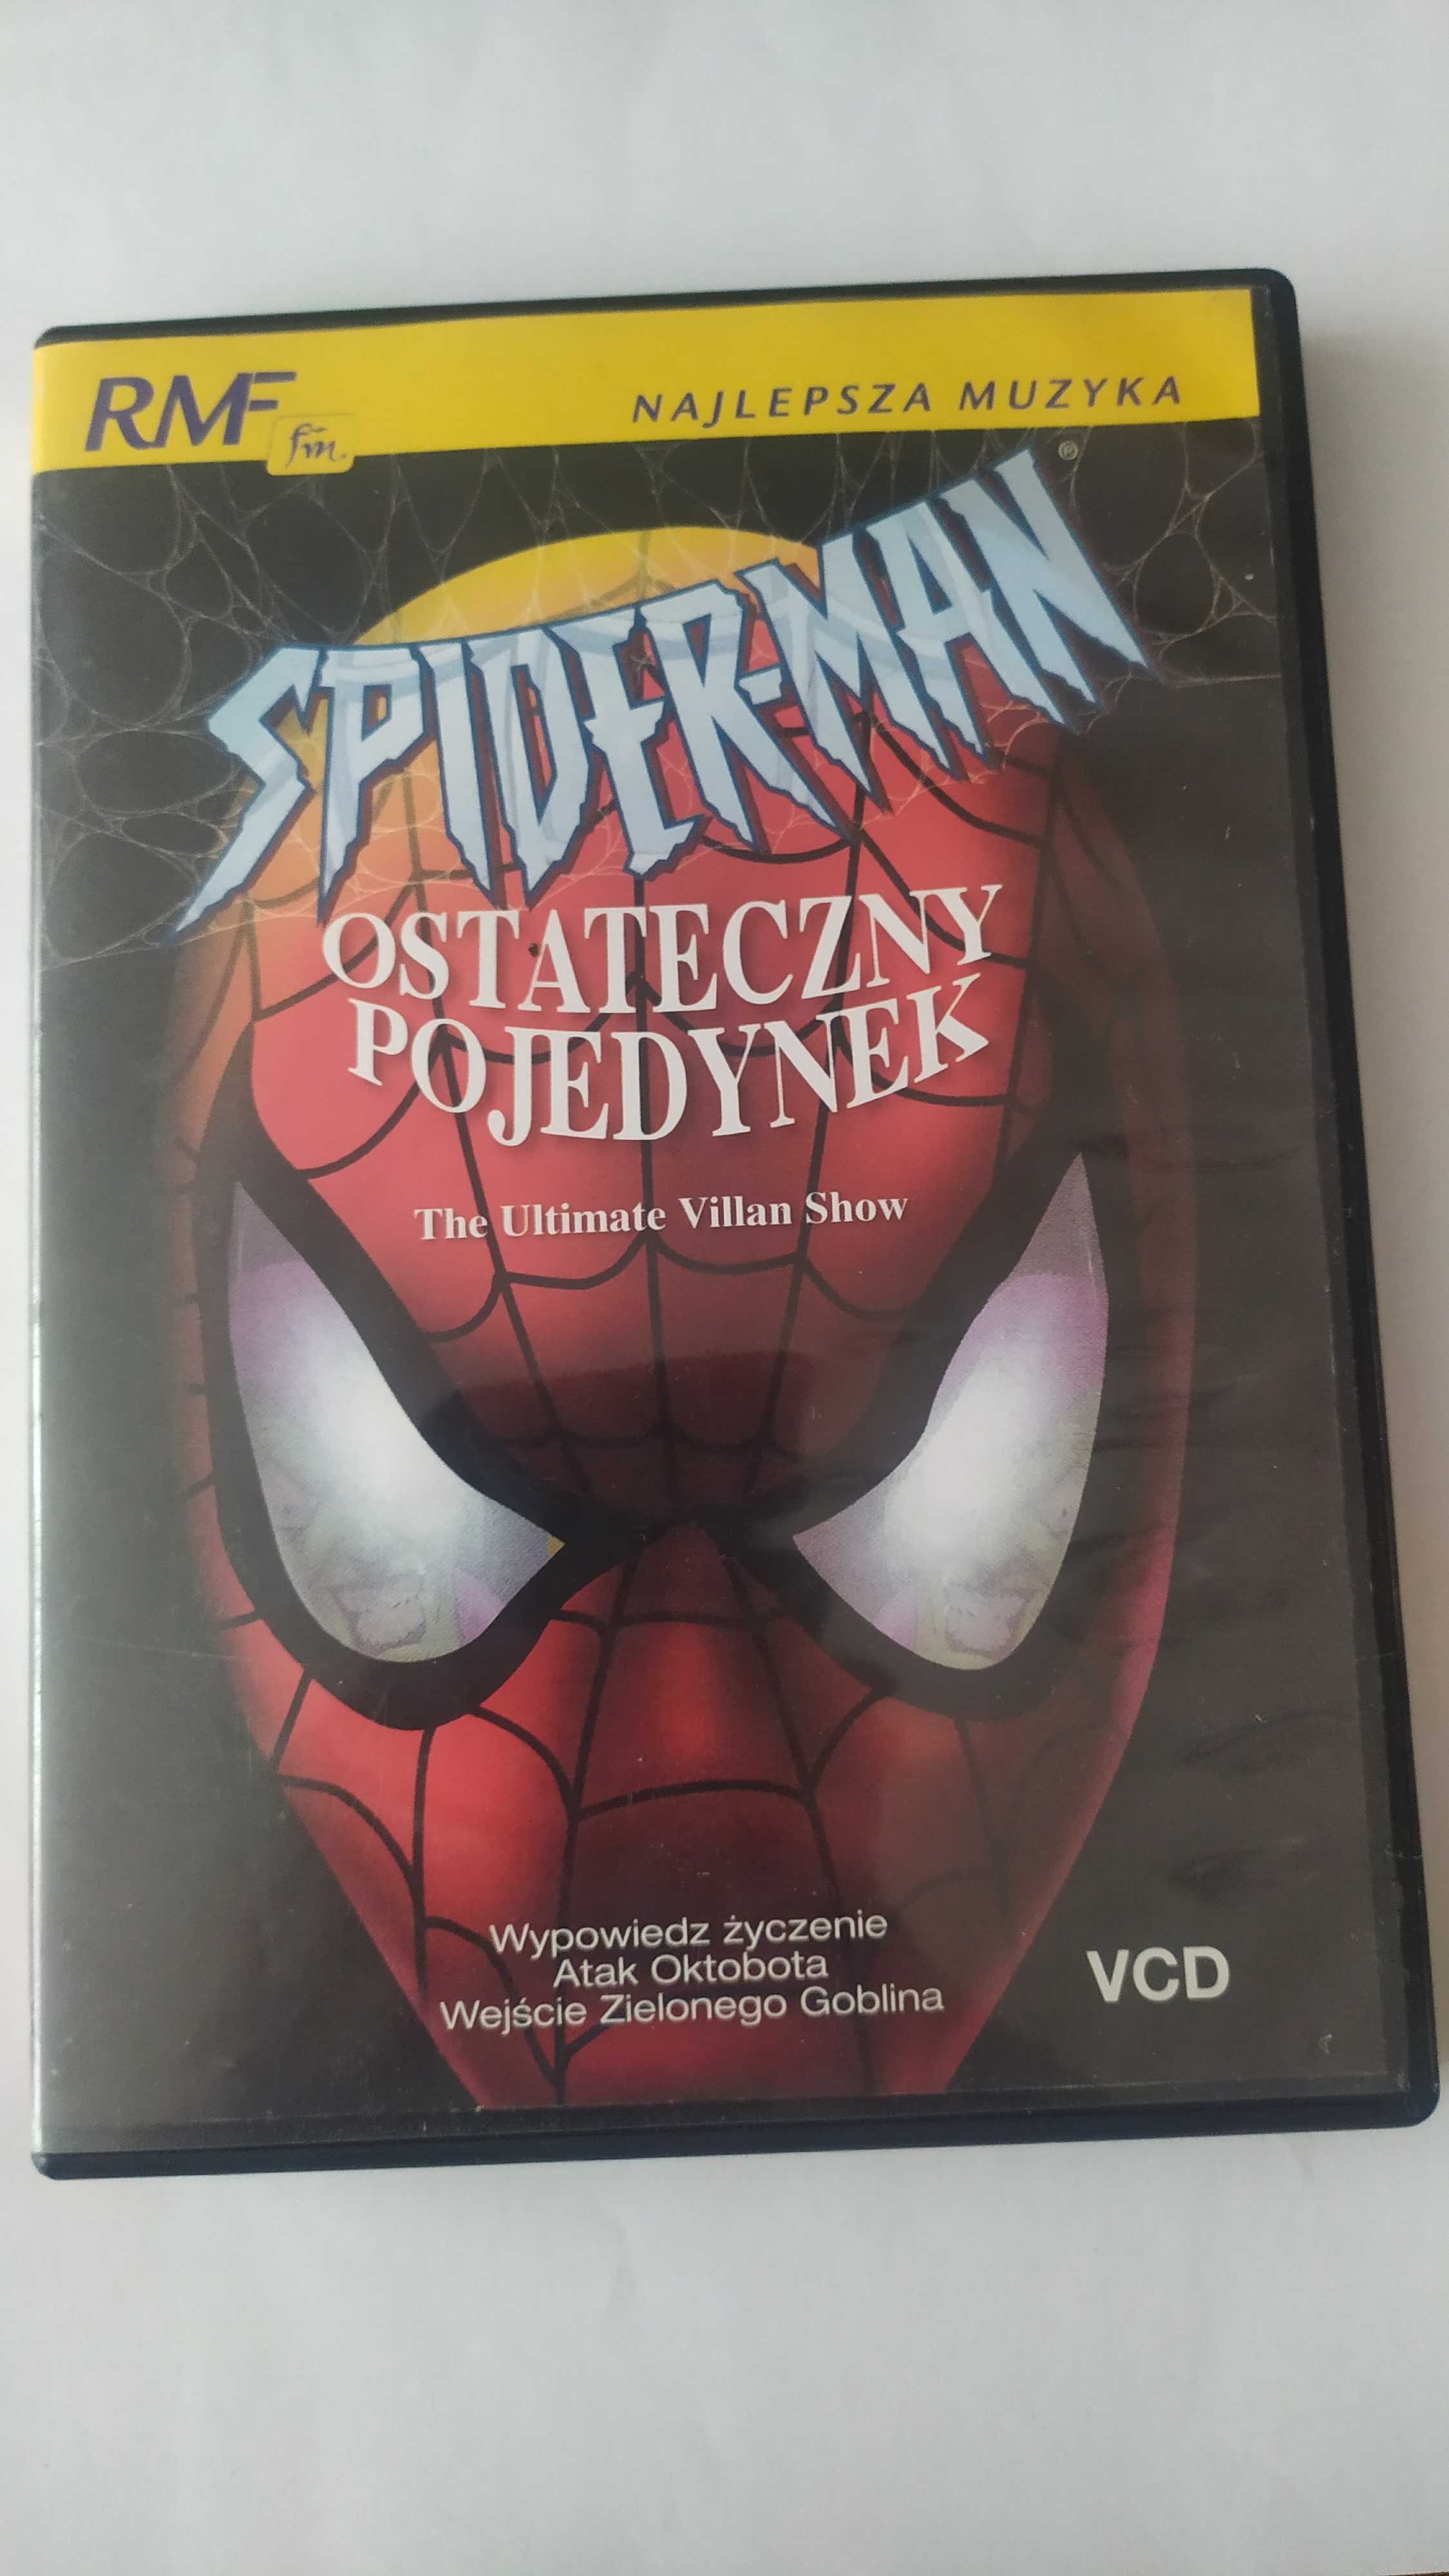 RMF fm
NAJLEPSZA MUZYKA
SPIDER-MAN®
OSTATECZNY
POJEDYNEK
The Ultimate Villan Show
Wypowiedz życzenie
Atak Oktobota
Wejście Zielonego Goblina
VCD